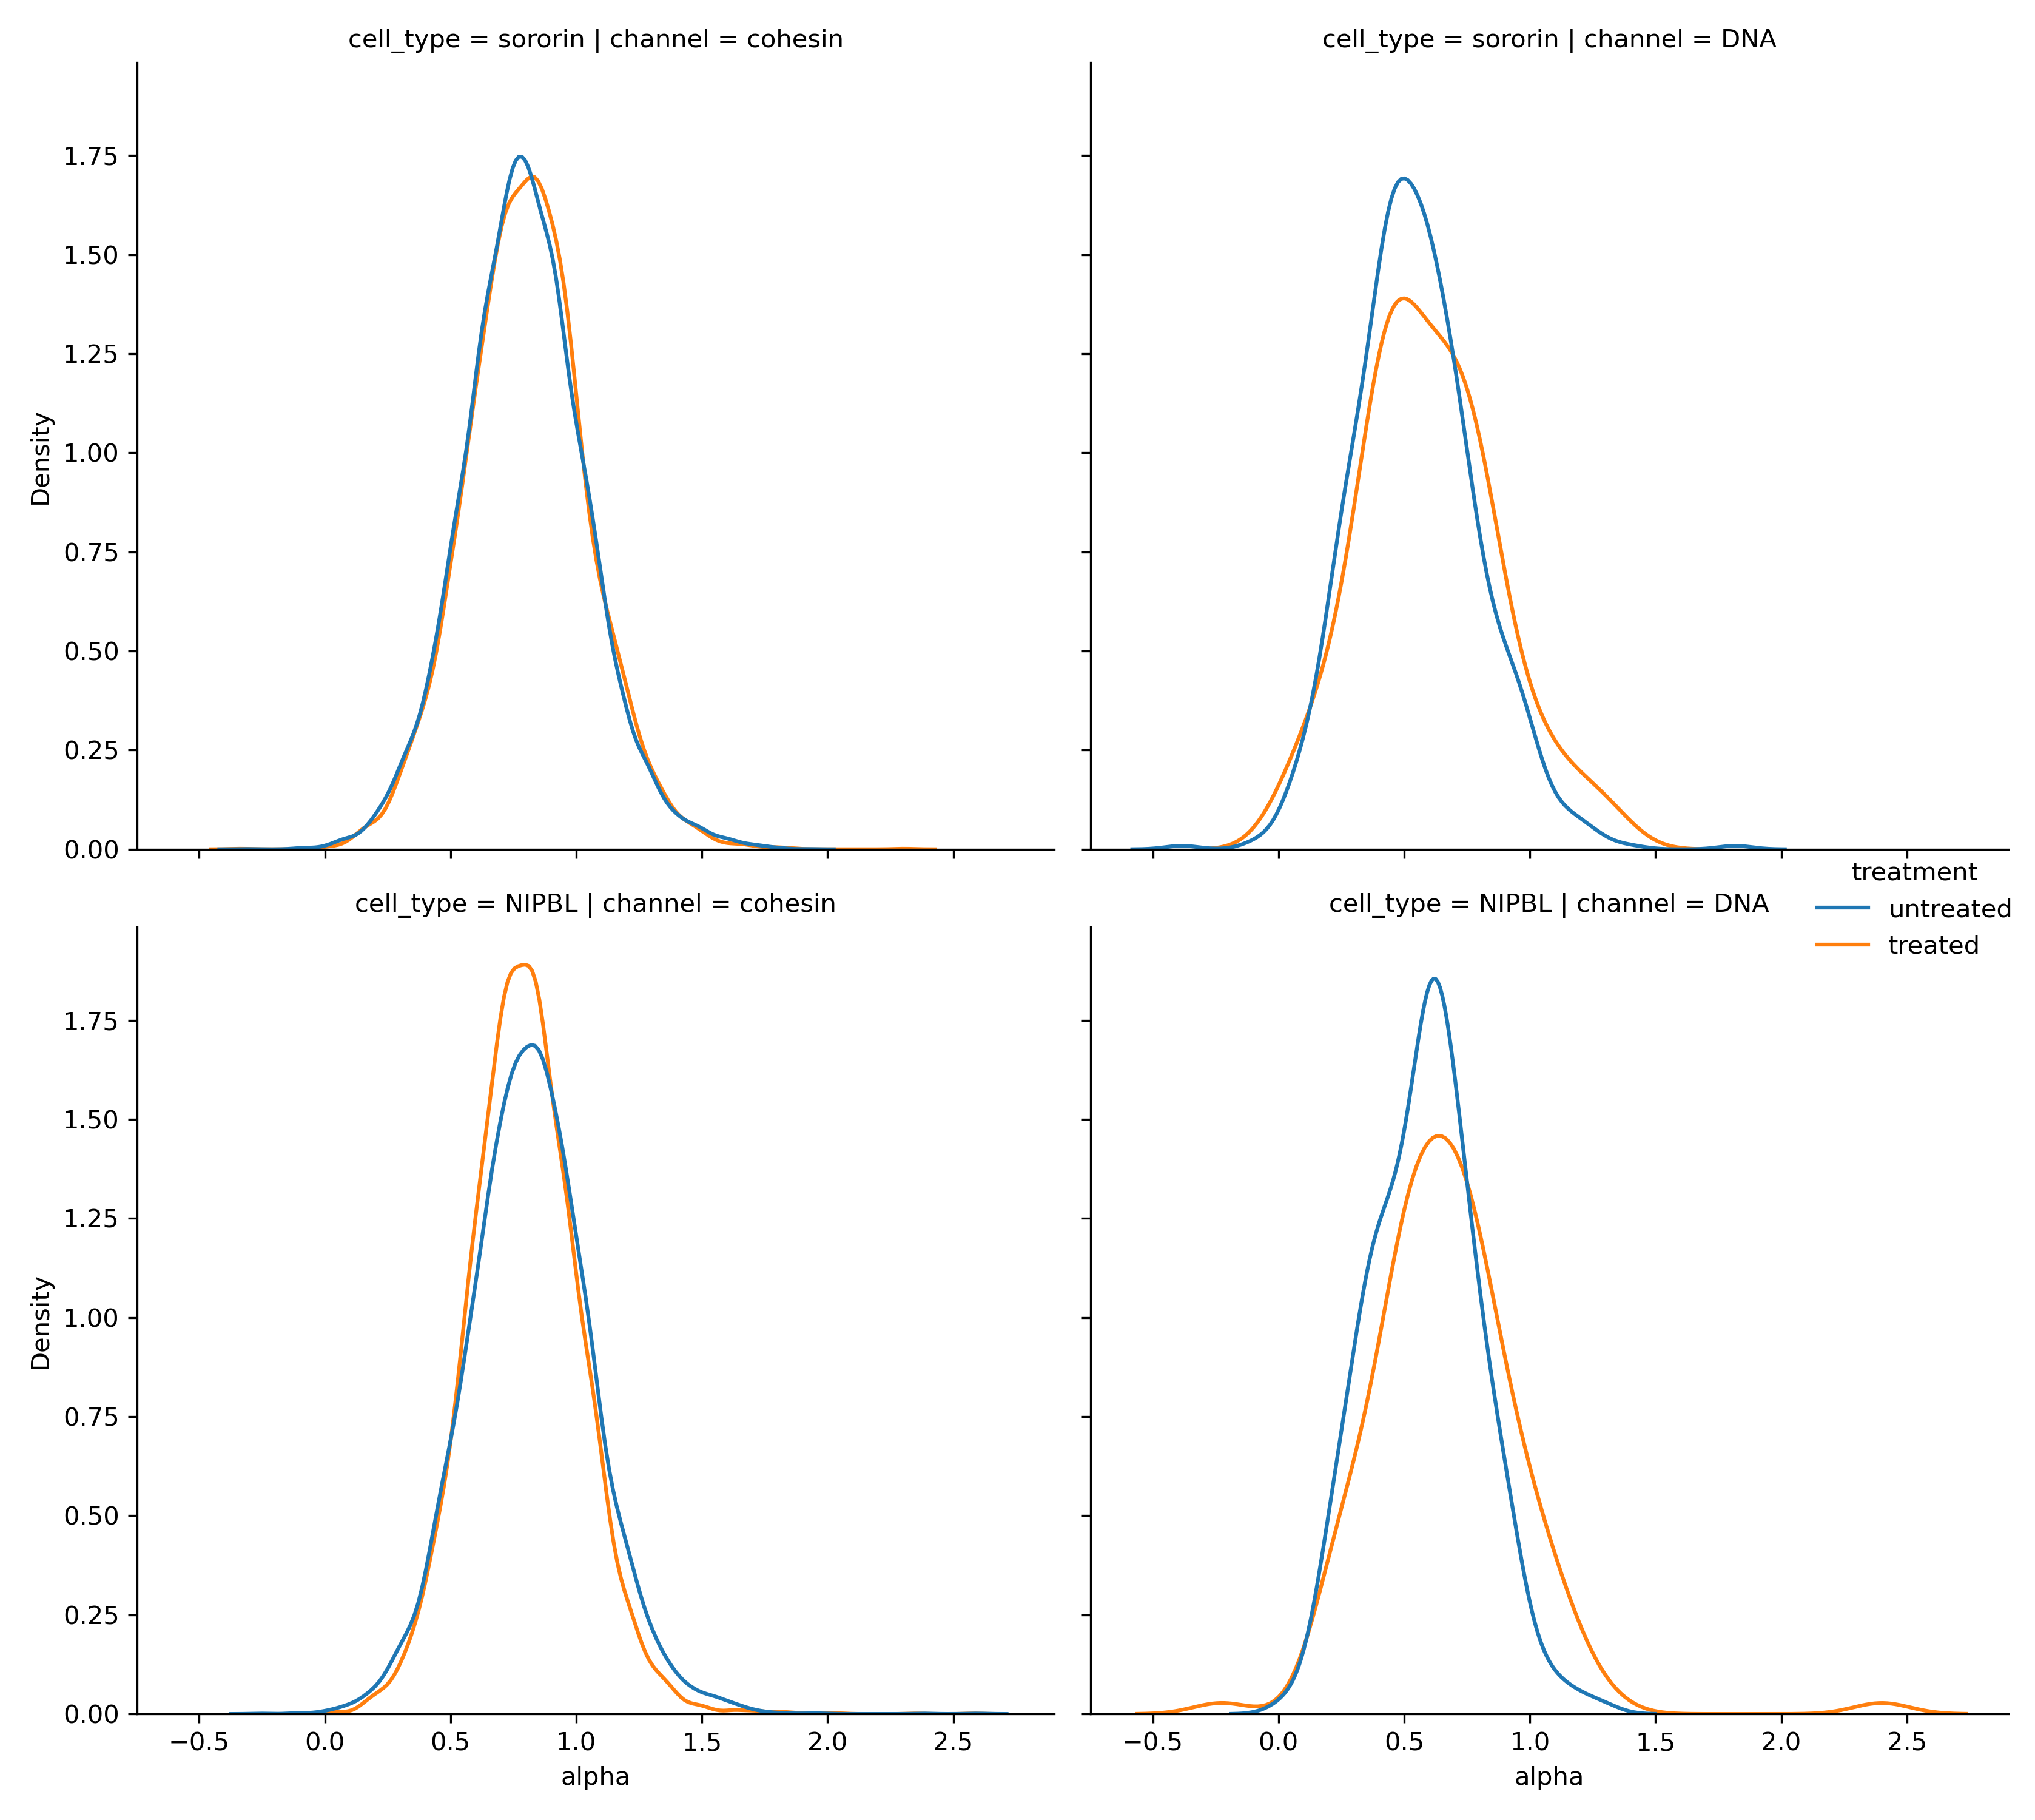 cell_type = sororin | channel = cohesin
cell_type = sororin | channel = DNA
1.75
1.50
1.25
1.00
0.75
0.50
0.25
0.00
Density
treatment
untreated
treated
cell_type = NIPBL | channel = cohesin
cell_type = NIPBL | channel = DNA
1.75
1.50
1.25
1.00
0.75
0.50
0.25
0.00
Density
−0.5 0.0 0.5 1.0 1.5 2.0 2.5
−0.5 0.0 0.5 1.0 1.5 2.0 2.5
alpha
alpha